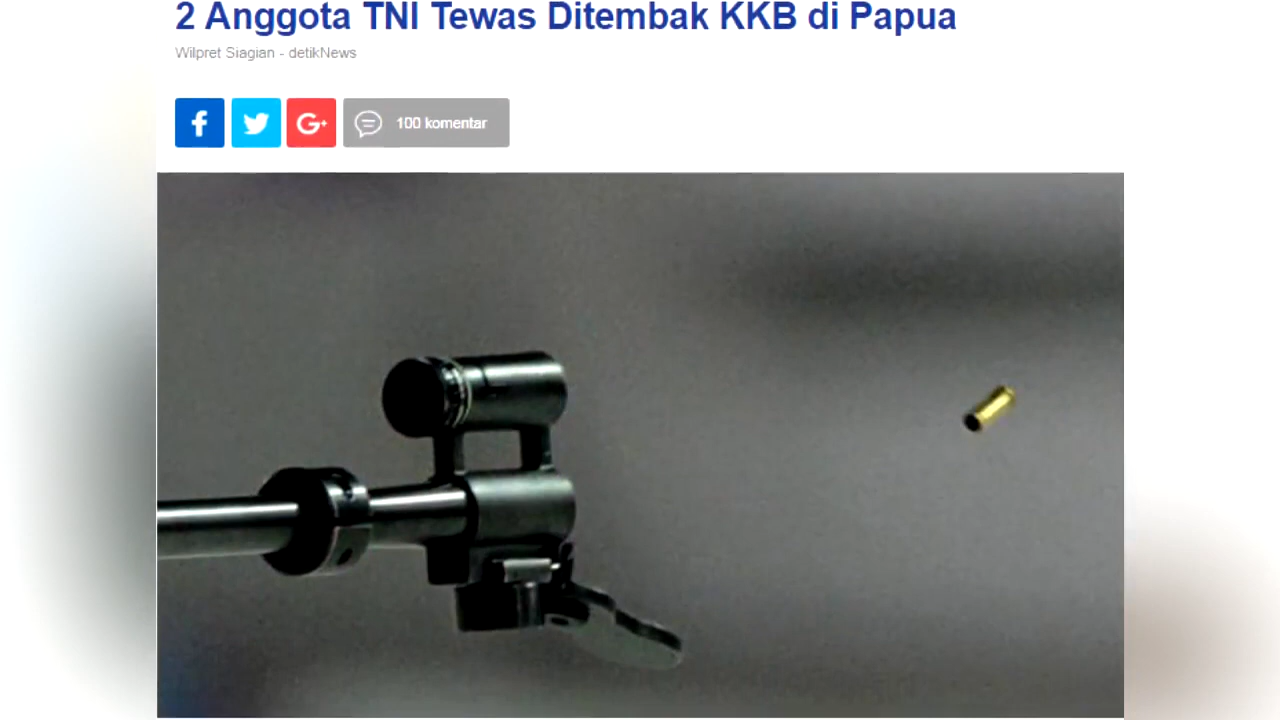 2 Anggota TNI Tewas Ditembak KKB di Papua
Wilpret Siagian - detikNews
100 komentar